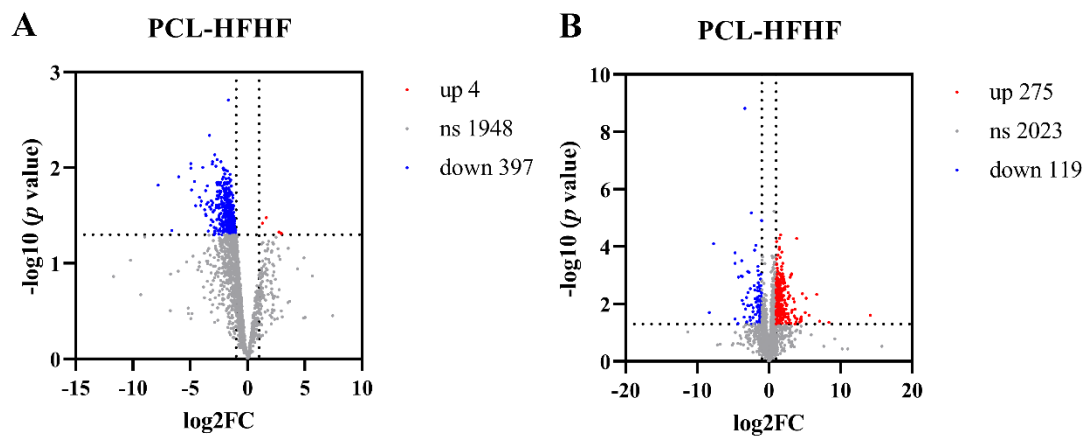 A
PCL-HFHF
-log10 (p value)
3
2
1
0
-15
-10
-5
0
5
10
log2FC
up 4
ns 1948
down 397
B
PCL-HFHF
-log10 (p value)
10
8
6
4
2
0
-20
-10
0
10
20
log2FC
up 275
ns 2023
down 119